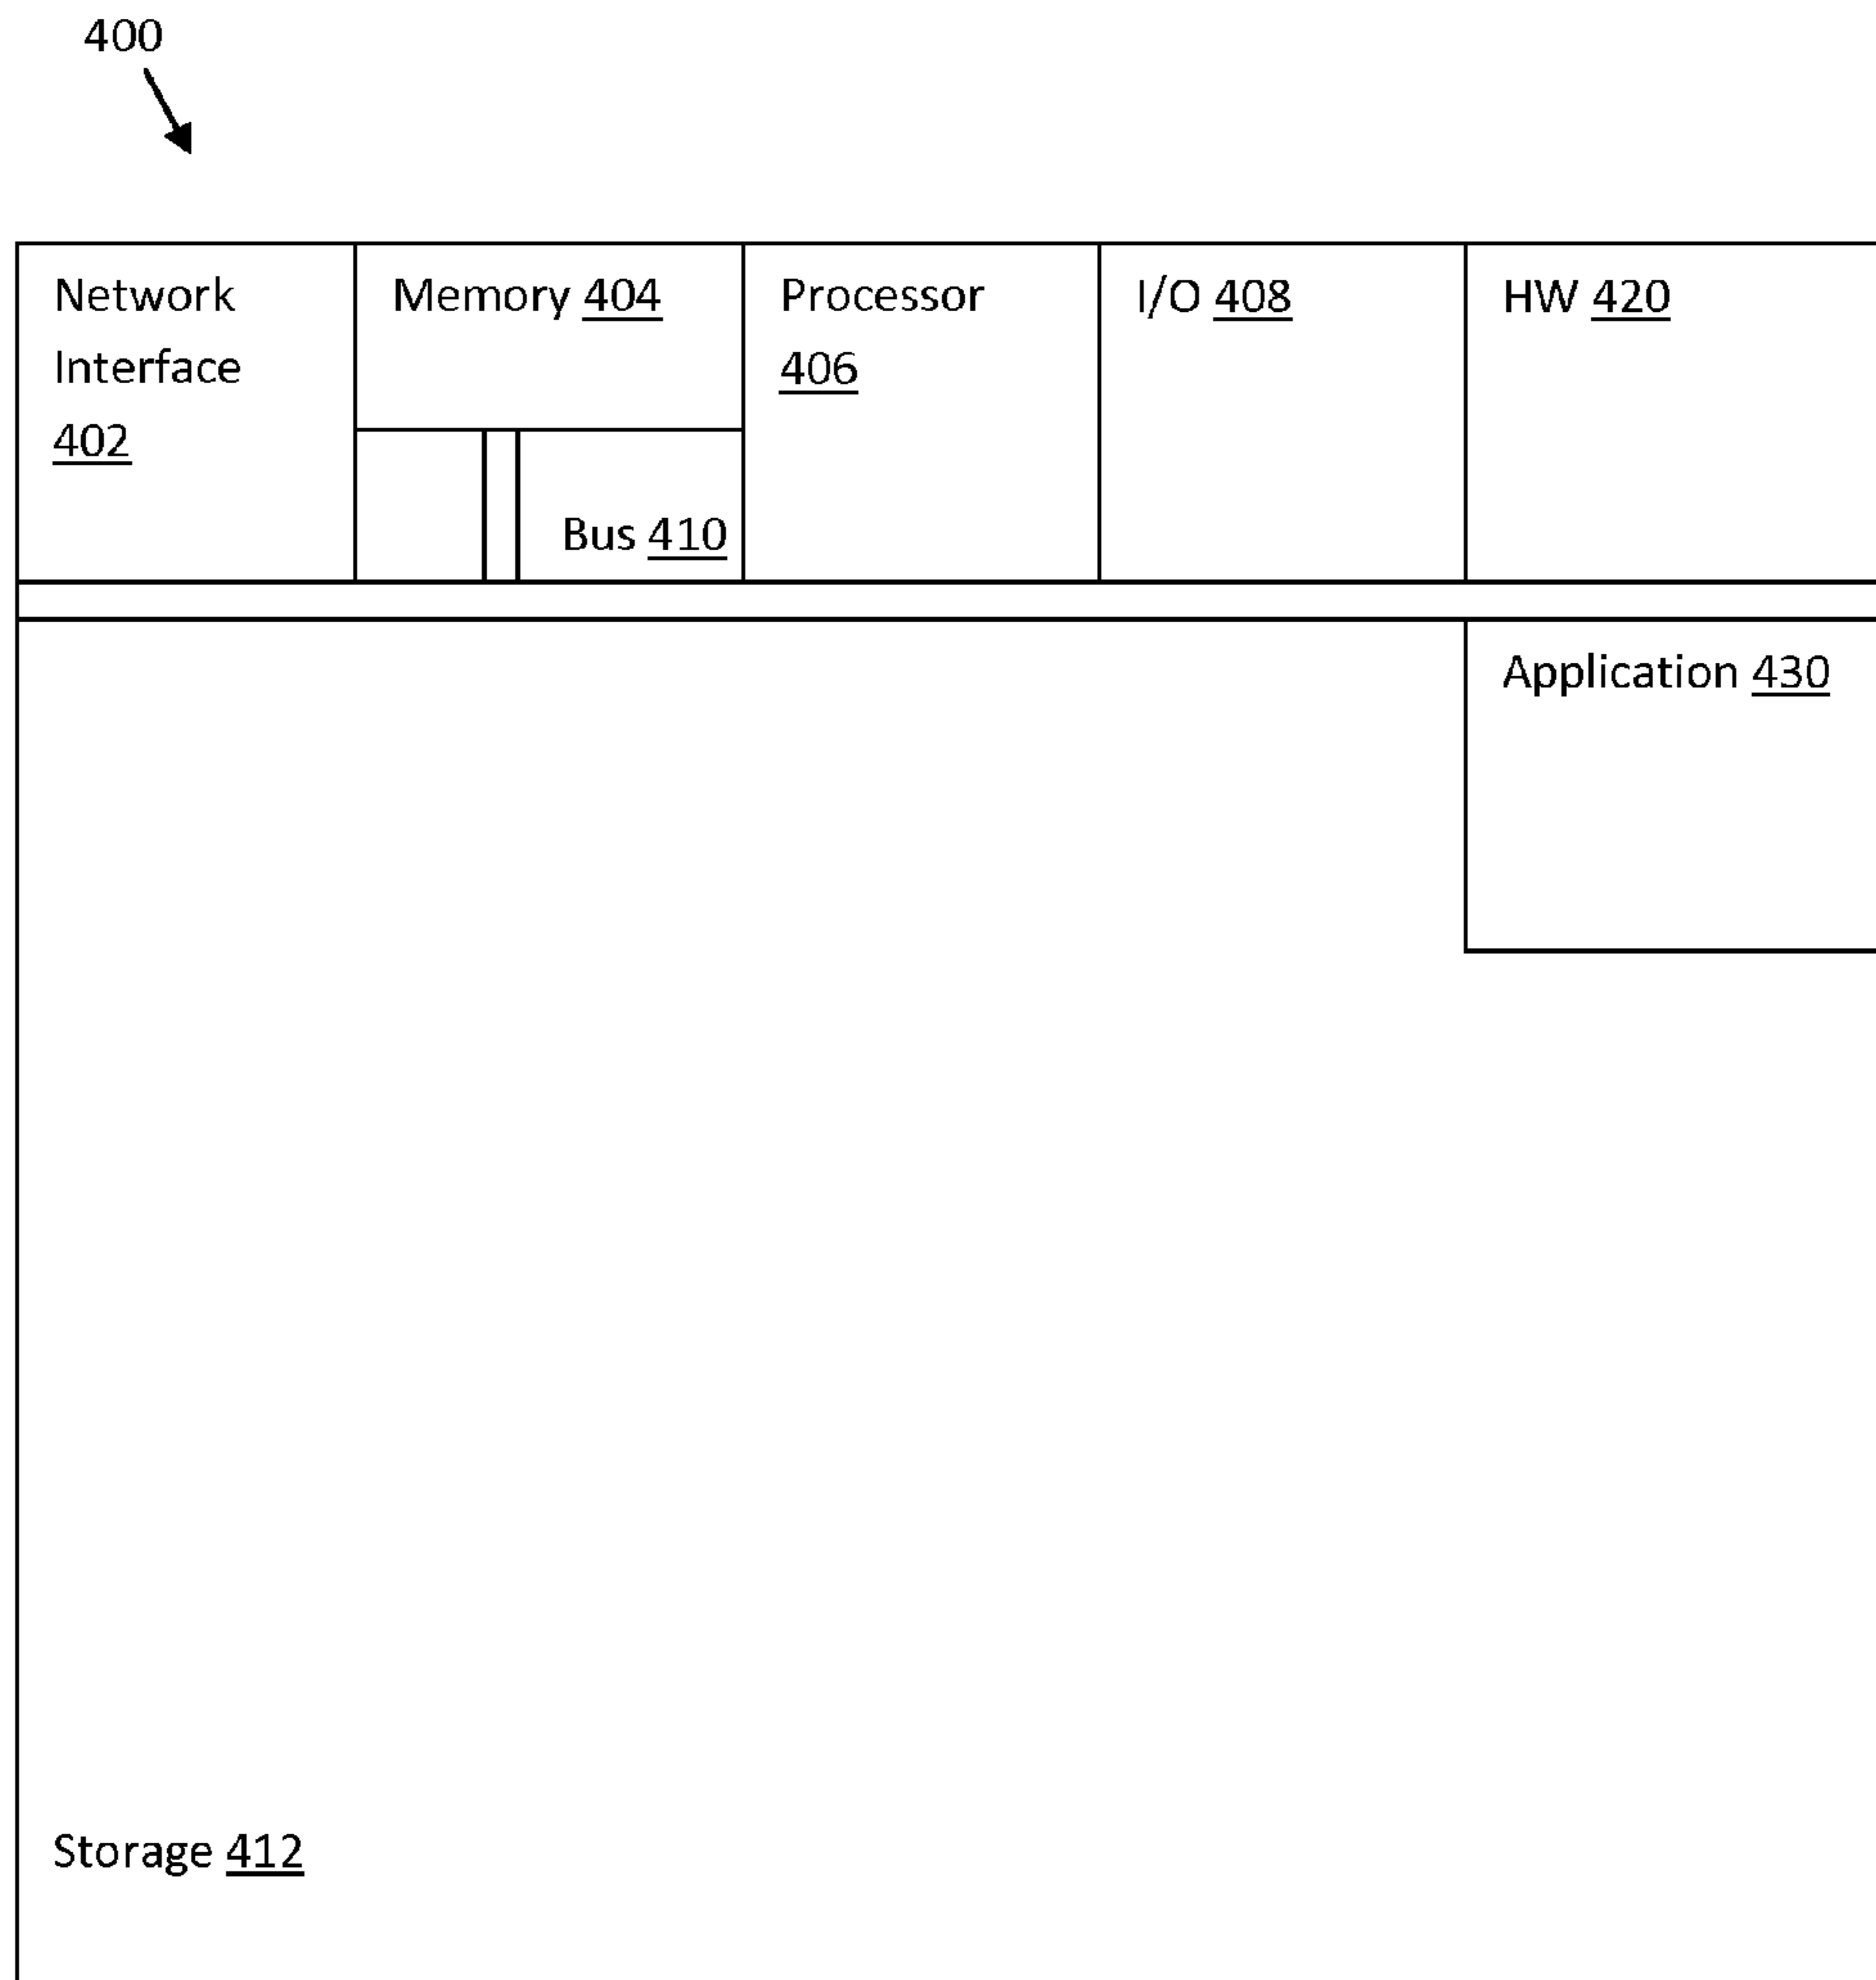 400
Network
Interface
402
Memory 404
Processor
406
I/O 408
HW 420
Bus 410
Application 430
Storage 412